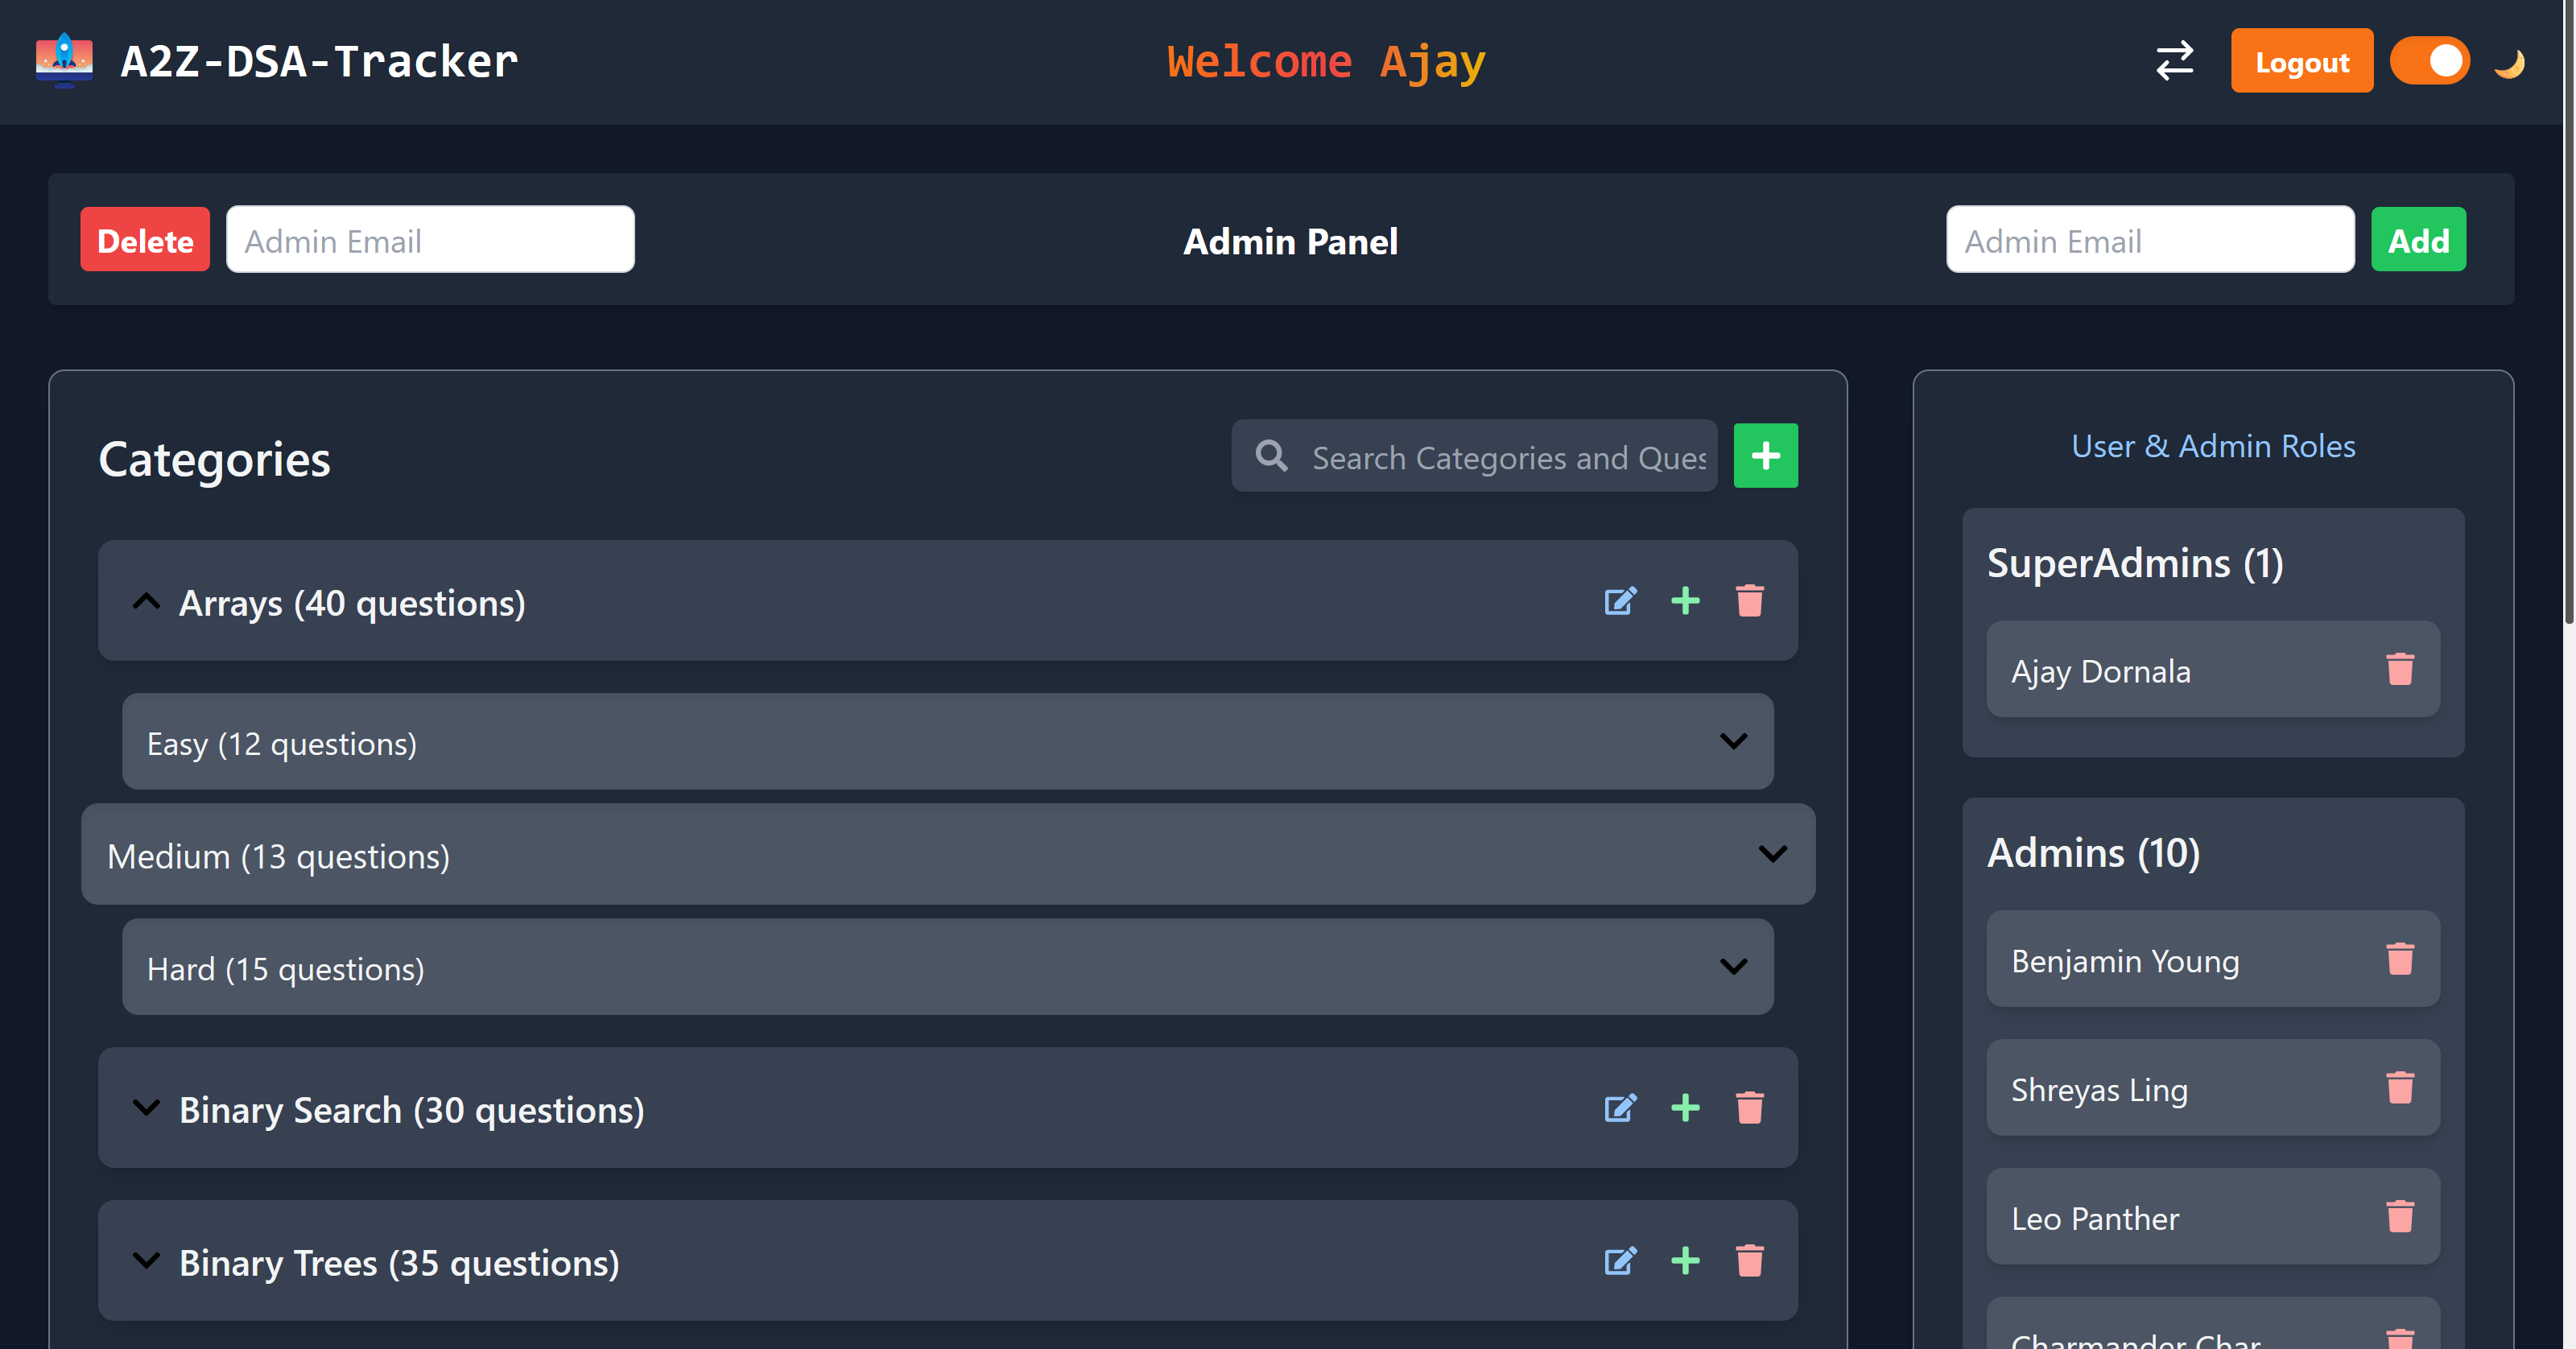 A2Z-DSA-Tracker
Welcome Ajay
Logout
Delete
Admin Email
Admin Panel
Admin Email
Add
Categories
Search Categories and Ques
Arrays (40 questions)
Easy (12 questions)
Medium (13 questions)
Hard (15 questions)
Binary Search (30 questions)
Binary Trees (35 questions)
User & Admin Roles
SuperAdmins (1)
Ajay Dornala
Admins (10)
Benjamin Young
Shreyas Ling
Leo Panther
Charmander Char